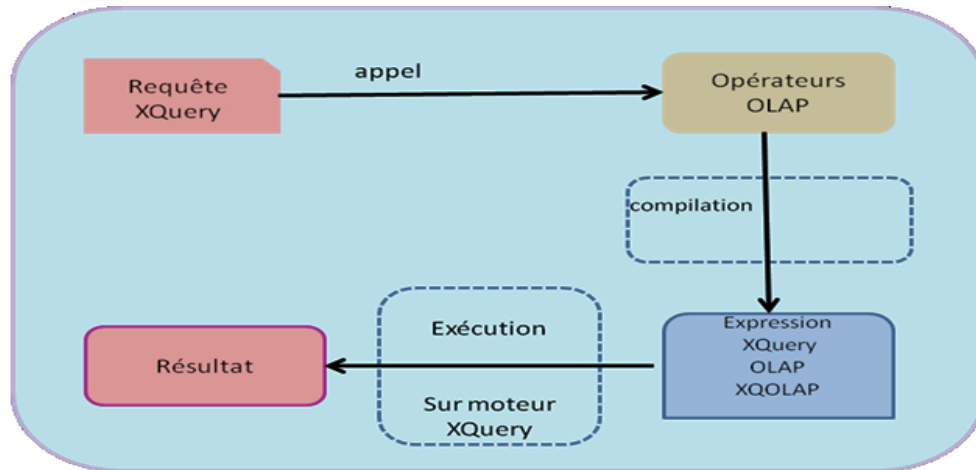 Requête
XQuery
appel
Opérateurs
OLAP
compilation
Expression
XQuery
OLAP
XQOLAP
Exécution
Sur moteur
XQuery
Résultat